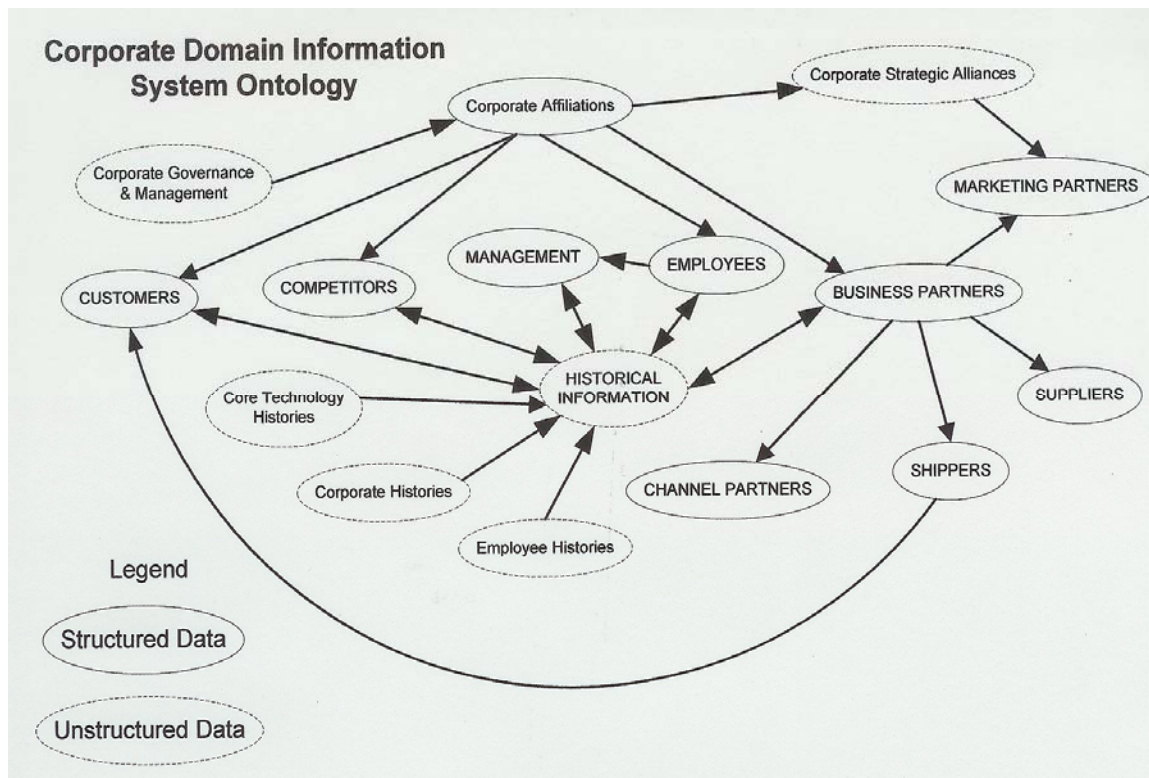 Corporate Domain Information
System Ontology
Corporate Affiliations
Corporate Strategic Alliances
Corporate Governance
& Management
MARKETING PARTNERS
MANAGEMENT
EMPLOYEES
CUSTOMERS
COMPETITORS
BUSINESS PARTNERS
HISTORICAL
INFORMATION
Core Technology
Histories
SUPPLIERS
Corporate Histories
CHANNEL PARTNERS
SHIPPERS
Employee Histories
Legend
Structured Data
Unstructured Data